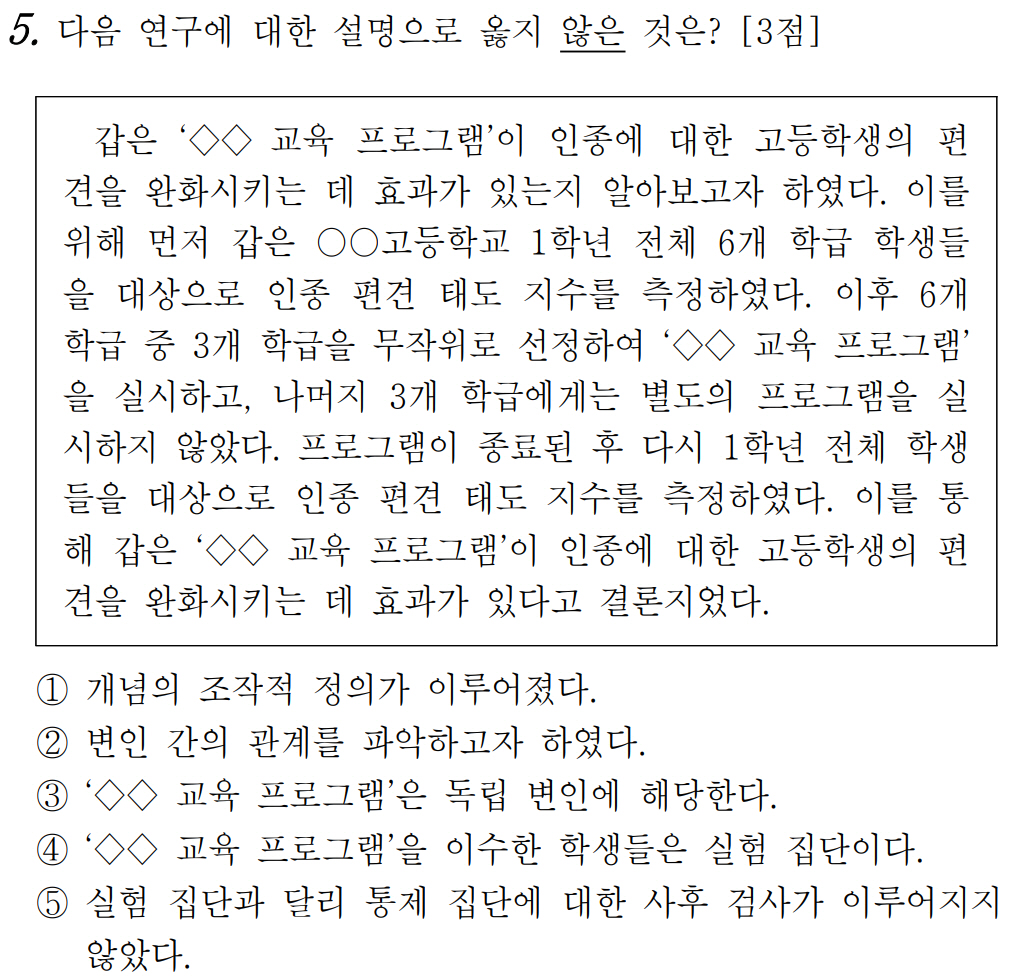 5. 다음 연구에 대한 설명으로 옳지 않은 것은? [3점]
갑은 ‘◇◇ 교육 프로그램’이 인종에 대한 고등학생의 편
견을 완화시키는 데 효과가 있는지 알아보고자 하였다. 이를
위해 먼저 갑은 ○○고등학교 1학년 전체 6개 학급 학생들
을 대상으로 인종 편견 태도 지수를 측정하였다. 이후 6개
학급 중 3개 학급을 무작위로 선정하여 ‘◇◇ 교육 프로그램’
을 실시하고, 나머지 3개 학급에게는 별도의 프로그램을 실
시하지 않았다. 프로그램이 종료된 후 다시 1학년 전체 학생
들을 대상으로 인종 편견 태도 지수를 측정하였다. 이를 통
해 갑은 ‘◇◇ 교육 프로그램’이 인종에 대한 고등학생의 편
견을 완화시키는 데 효과가 있다고 결론지었다.
① 개념의 조작적 정의가 이루어졌다.
② 변인 간의 관계를 파악하고자 하였다.
③ ‘◇◇ 교육 프로그램’은 독립 변인에 해당한다.
④ ‘◇◇ 교육 프로그램’을 이수한 학생들은 실험 집단이다.
⑤ 실험 집단과 달리 통제 집단에 대한 사후 검사가 이루어지지
않았다.